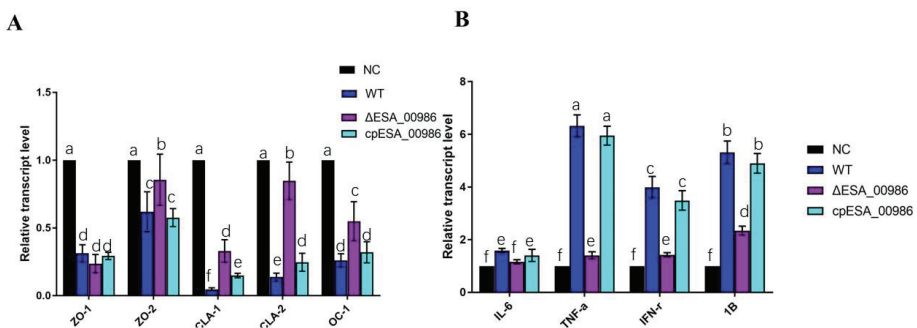 A
NC
WT
ΔESA_00986
cpESA_00986
Relative transcript level
1.5
1.0
0.5
0.0
a
d
d
d
a
c
b
c
a
f
d
e
a
e
b
d
a
d
c
d
ZO-1
ZO-2
CLA-1
CLA-2
OC-1
B
NC
WT
ΔESA_00986
cpESA_00986
Relative transcript level
8
6
4
2
0
f
e
f
e
f
a
e
a
f
c
e
c
f
b
d
b
IL-6
TNF-a
IFN-r
1B